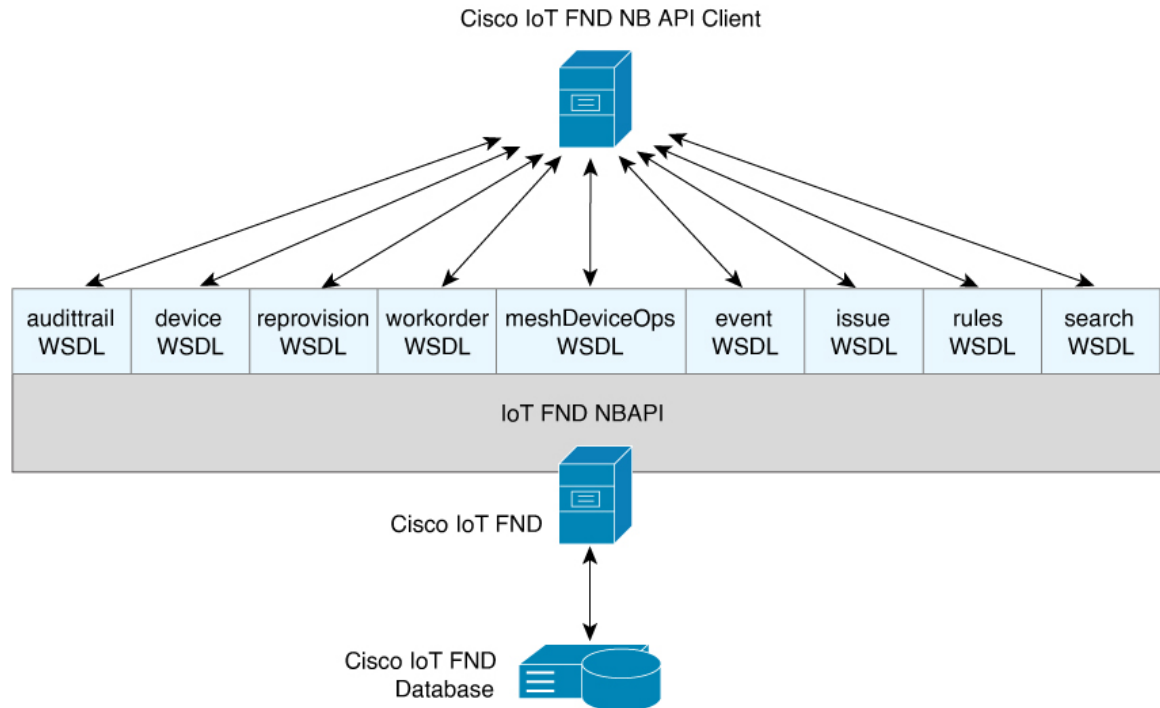 Cisco IoT FND NB API Client
audittrail
WSDL
device
WSDL
reprovision
WSDL
workorder
WSDL
meshDeviceOps
WSDL
event
WSDL
issue
WSDL
rules
WSDL
search
WSDL
IoT FND NBAPI
Cisco IoT FND
Cisco IoT FND
Database